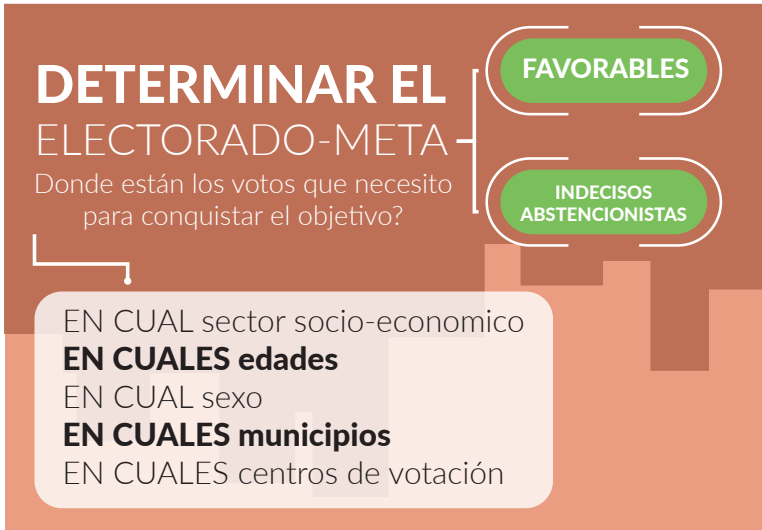 DETERMINAR EL
ELECTORADO-META
Donde están los votos que necesito
para conquistar el objetivo?
FAVORABLES
INDECISOS
ABSTENCIONISTAS
EN CUAL sector socio-economico
EN CUALES edades
EN CUAL sexo
EN CUALES municipios
EN CUALES centros de votación